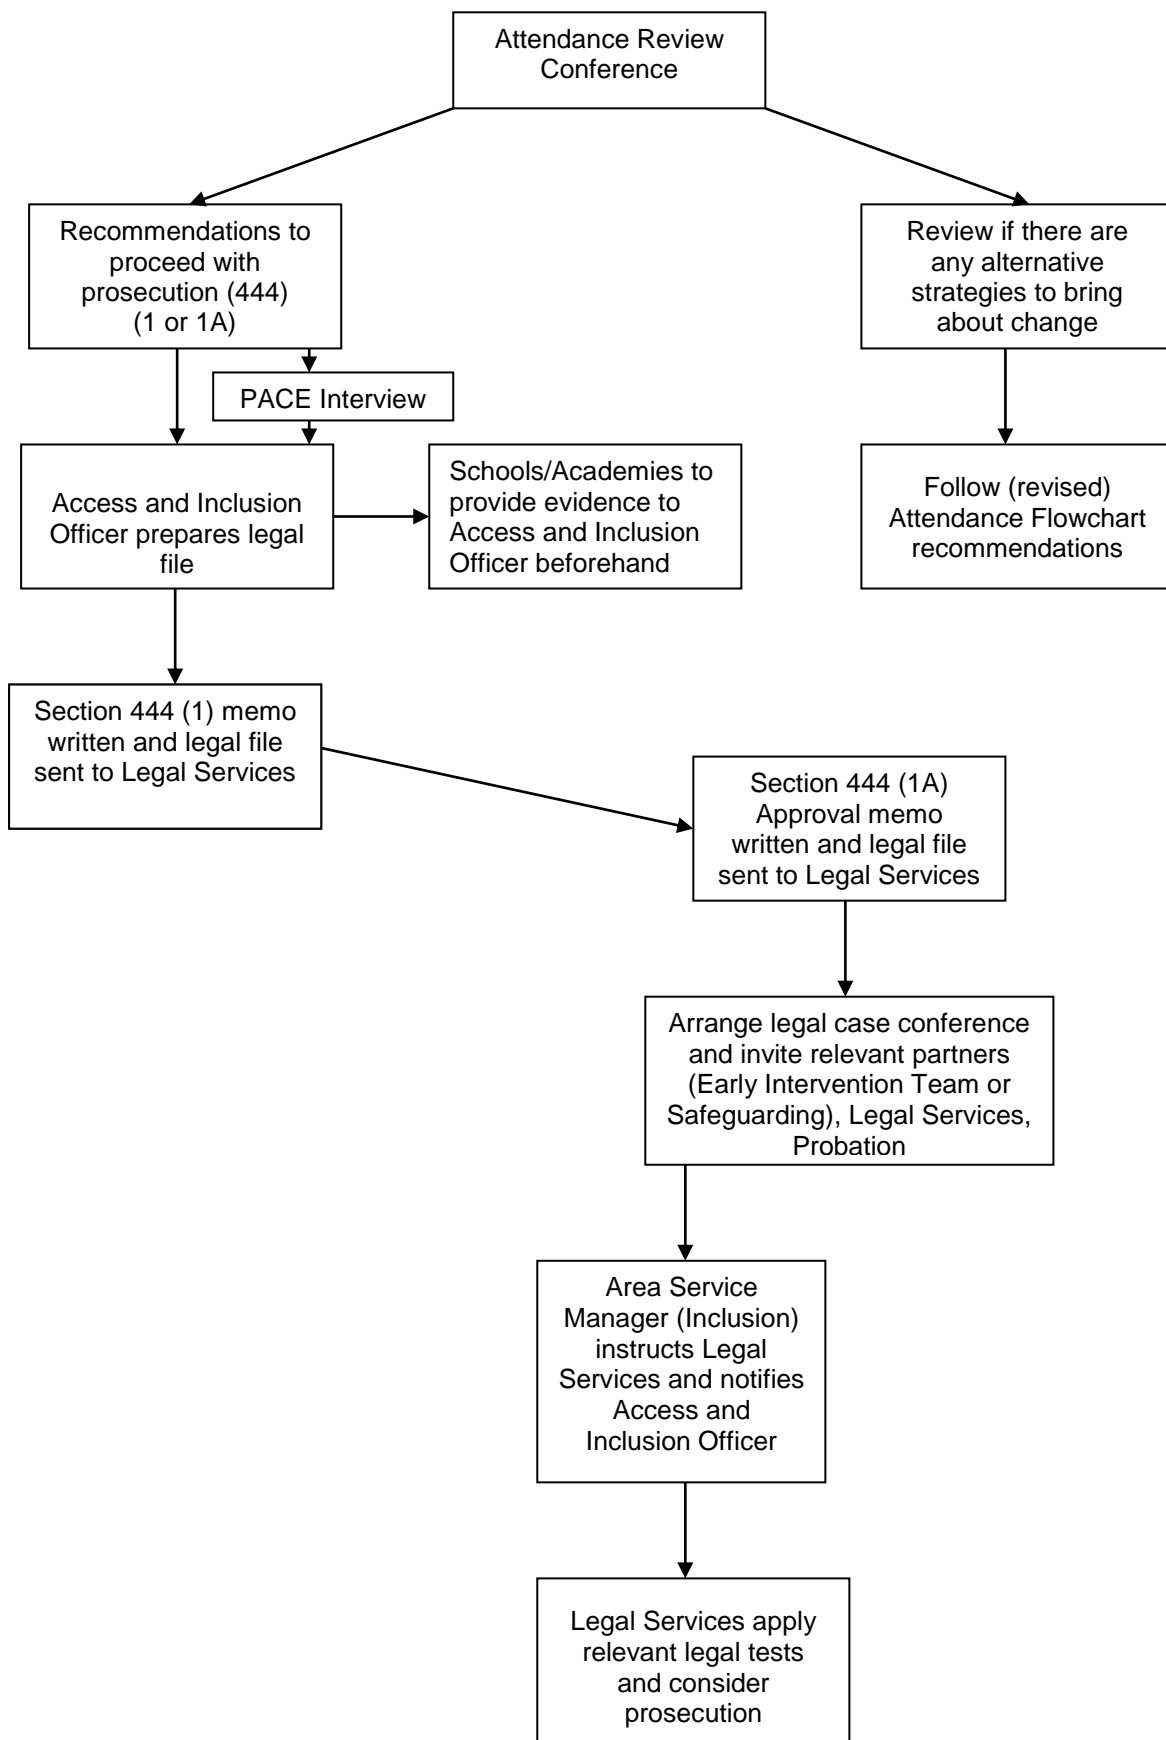 Attendance Review
Conference
Recommendations to
proceed with
prosecution (444)
(1 or 1A)
Review if there are
any alternative
strategies to bring
about change
PACE Interview
Access and Inclusion
Officer prepares legal
file
Schools/Academies to
provide evidence to
Access and Inclusion
Officer beforehand
Follow (revised)
Attendance Flowchart
recommendations
Section 444 (1) memo
written and legal file
sent to Legal Services
Section 444 (1A)
Approval memo
written and legal file
sent to Legal Services
Arrange legal case conference
and invite relevant partners
(Early Intervention Team or
Safeguarding), Legal Services,
Probation
Area Service
Manager (Inclusion)
instructs Legal
Services and notifies
Access and
Inclusion Officer
Legal Services apply
relevant legal tests
and consider
prosecution